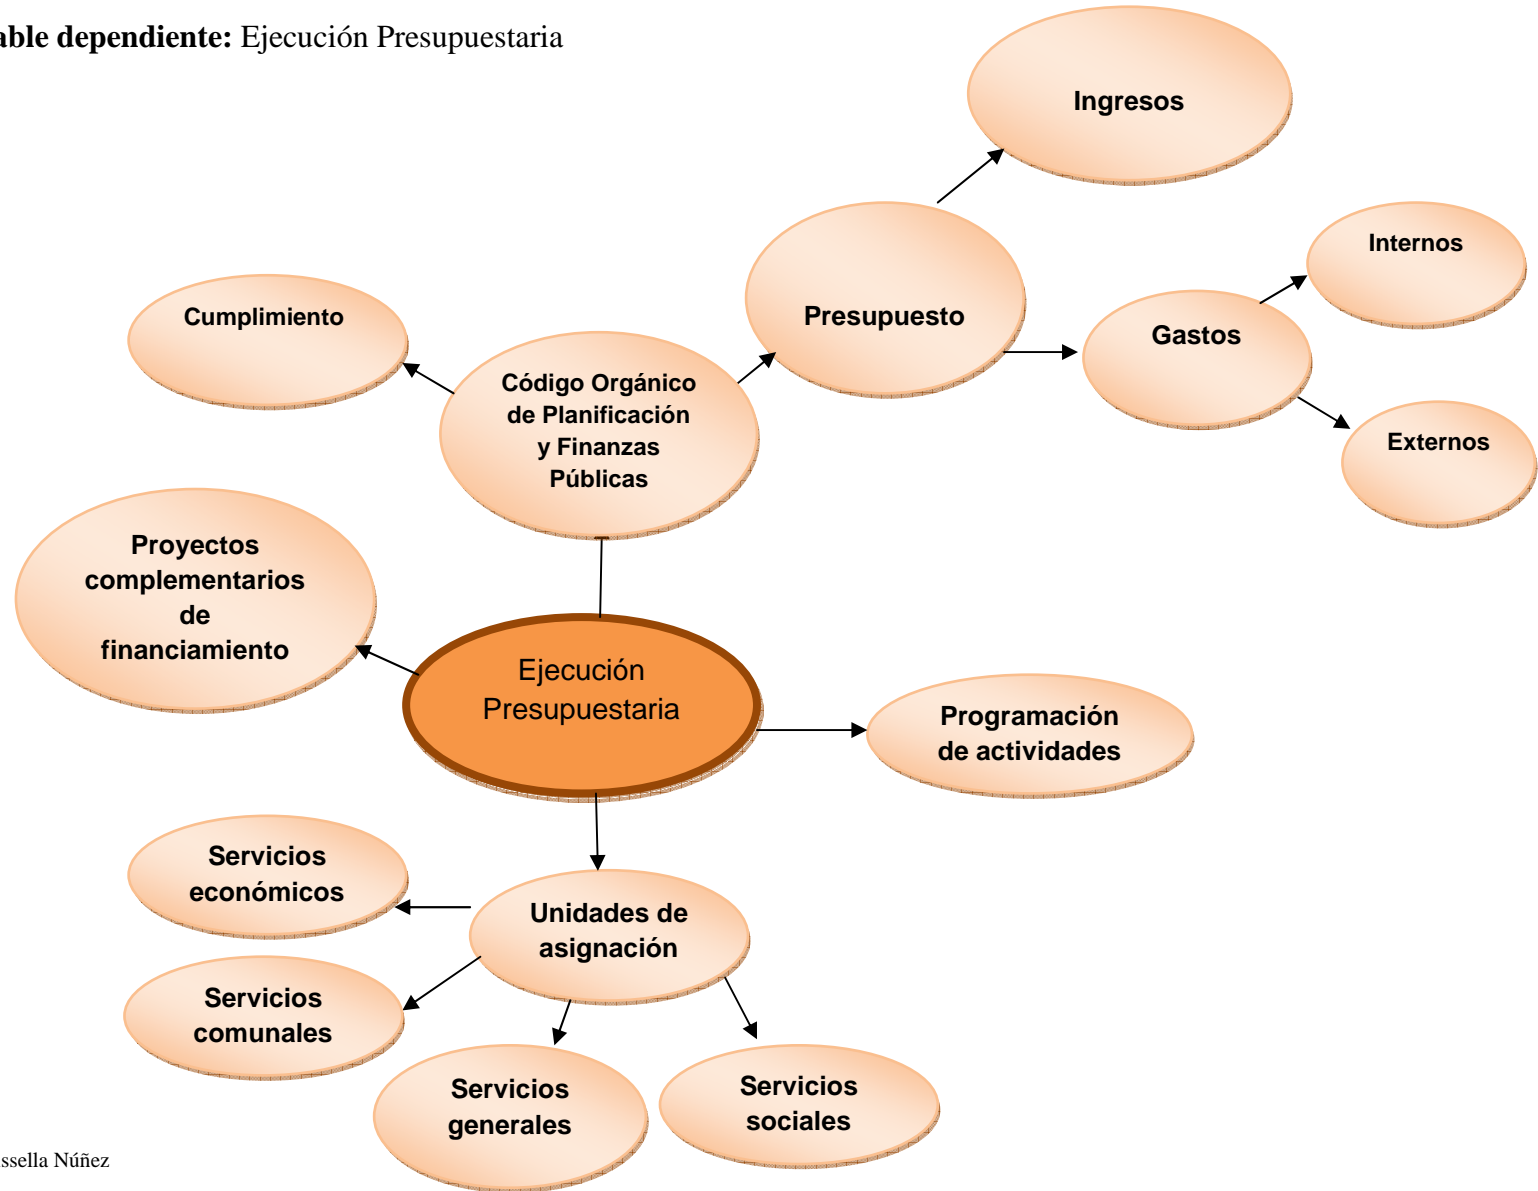 able dependiente: Ejecución Presupuestaria
Ingresos
Internos
Cumplimiento
Presupuesto
Gastos
Código Orgánico
de Planificación
y Finanzas
Públicas
Externos
Proyectos
complementarios
de
financiamiento
Ejecución
Presupuestaria
Programación
de actividades
Servicios
económicos
Unidades de
asignación
Servicios
comunales
Servicios
generales
Servicios
sociales
ssella Núñez